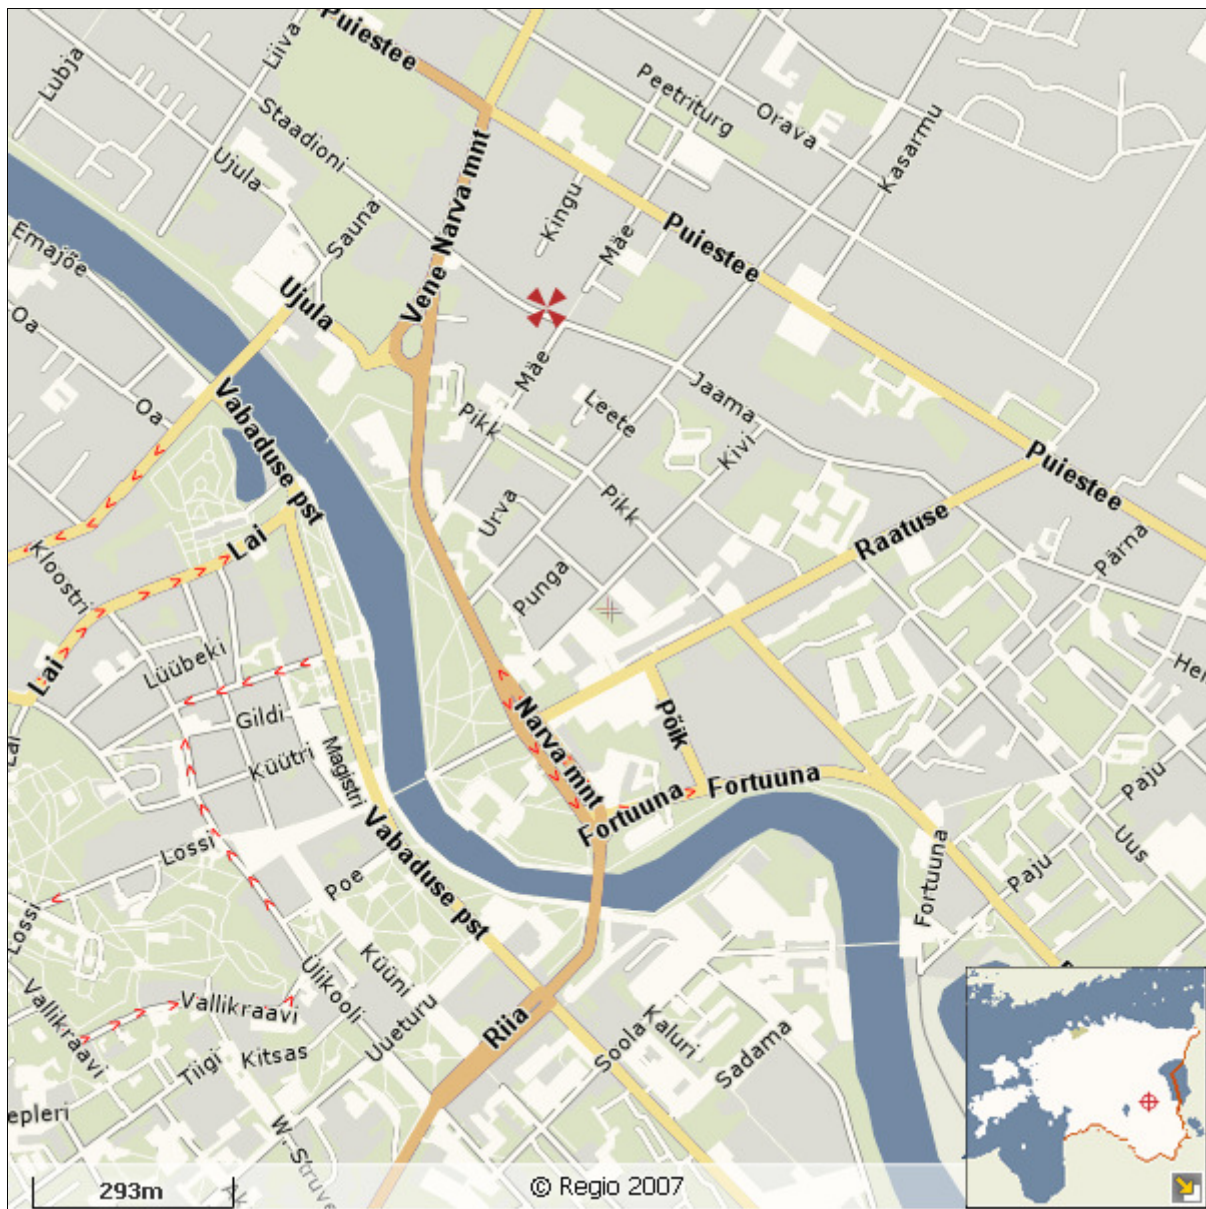 Puiestee
Lubja
Liiva
Peetriturg
Orava
Staadioni
Kasarmu
Ujula
Narva mnt
Kingu
Sauna
Mäe
Puiestee
Emajõe
Vene
Ujula
Oa
Mäe
Jaama
Vabaduse pst
Oa
Pikk
Leete
Kivi
Puiestee
Urva
Pikk
Raatuse
Lai
Pärna
Kloostri
Punga
Lüübeki
Lai
Gildi
Narva mnt
Põik
Lai
Küütri
Magistri
Fortuuna
Fortuuna
Paju
Vabaduse pst
Lossi
Uus
Poe
Paju
Fortuuna
Lossi
Küüni
Ülikooli
Vallikraavi
Vallikraavi
Uueturu
Riia
Kaluri
Soola
Sadama
Tiigi
Kitsas
epleri
W. Struve
293m
© Regio 2007